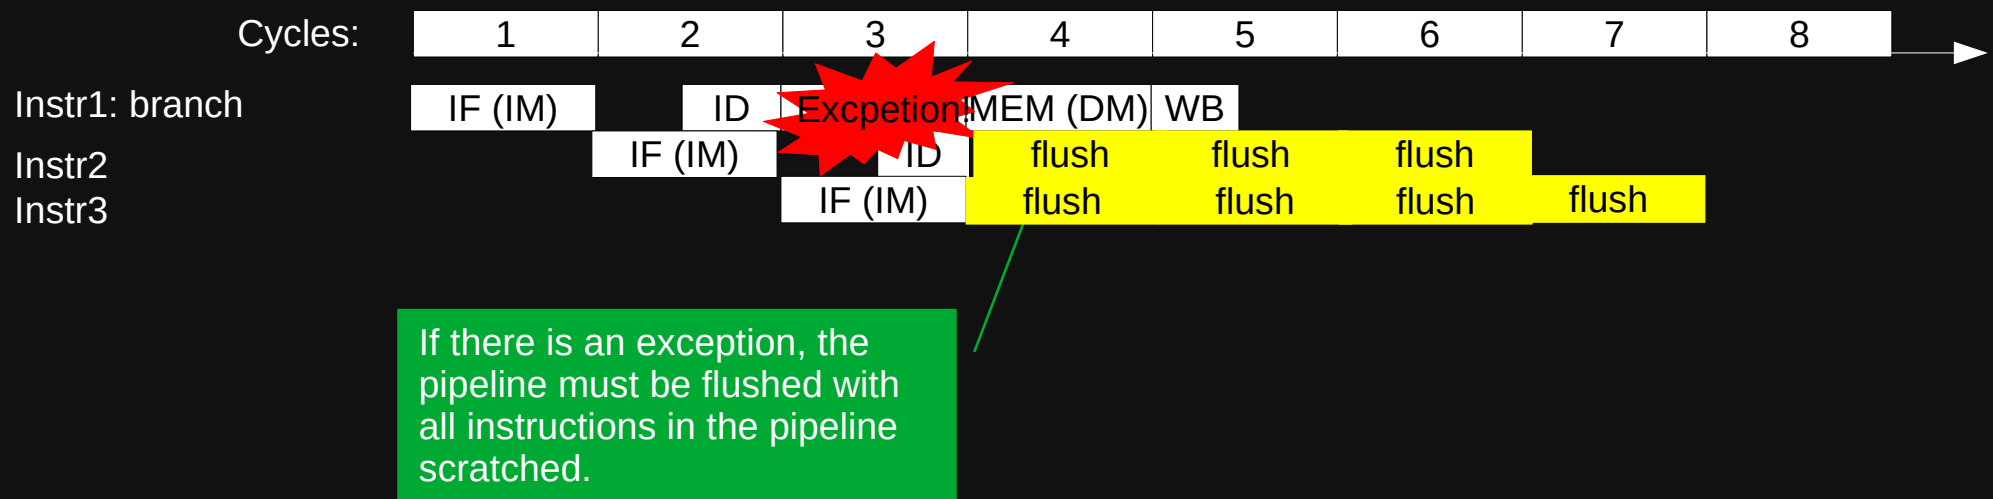 Cycles: 1 2 3 4 5 6 7 8
Instr1: branch IF (IM) ID Excpetion! MEM (DM) WB
Instr2 IF (IM) ID flush flush flush
Instr3 IF (IM) flush flush flush flush
If there is an exception, the
pipeline must be flushed with
all instructions in the pipeline
scratched.